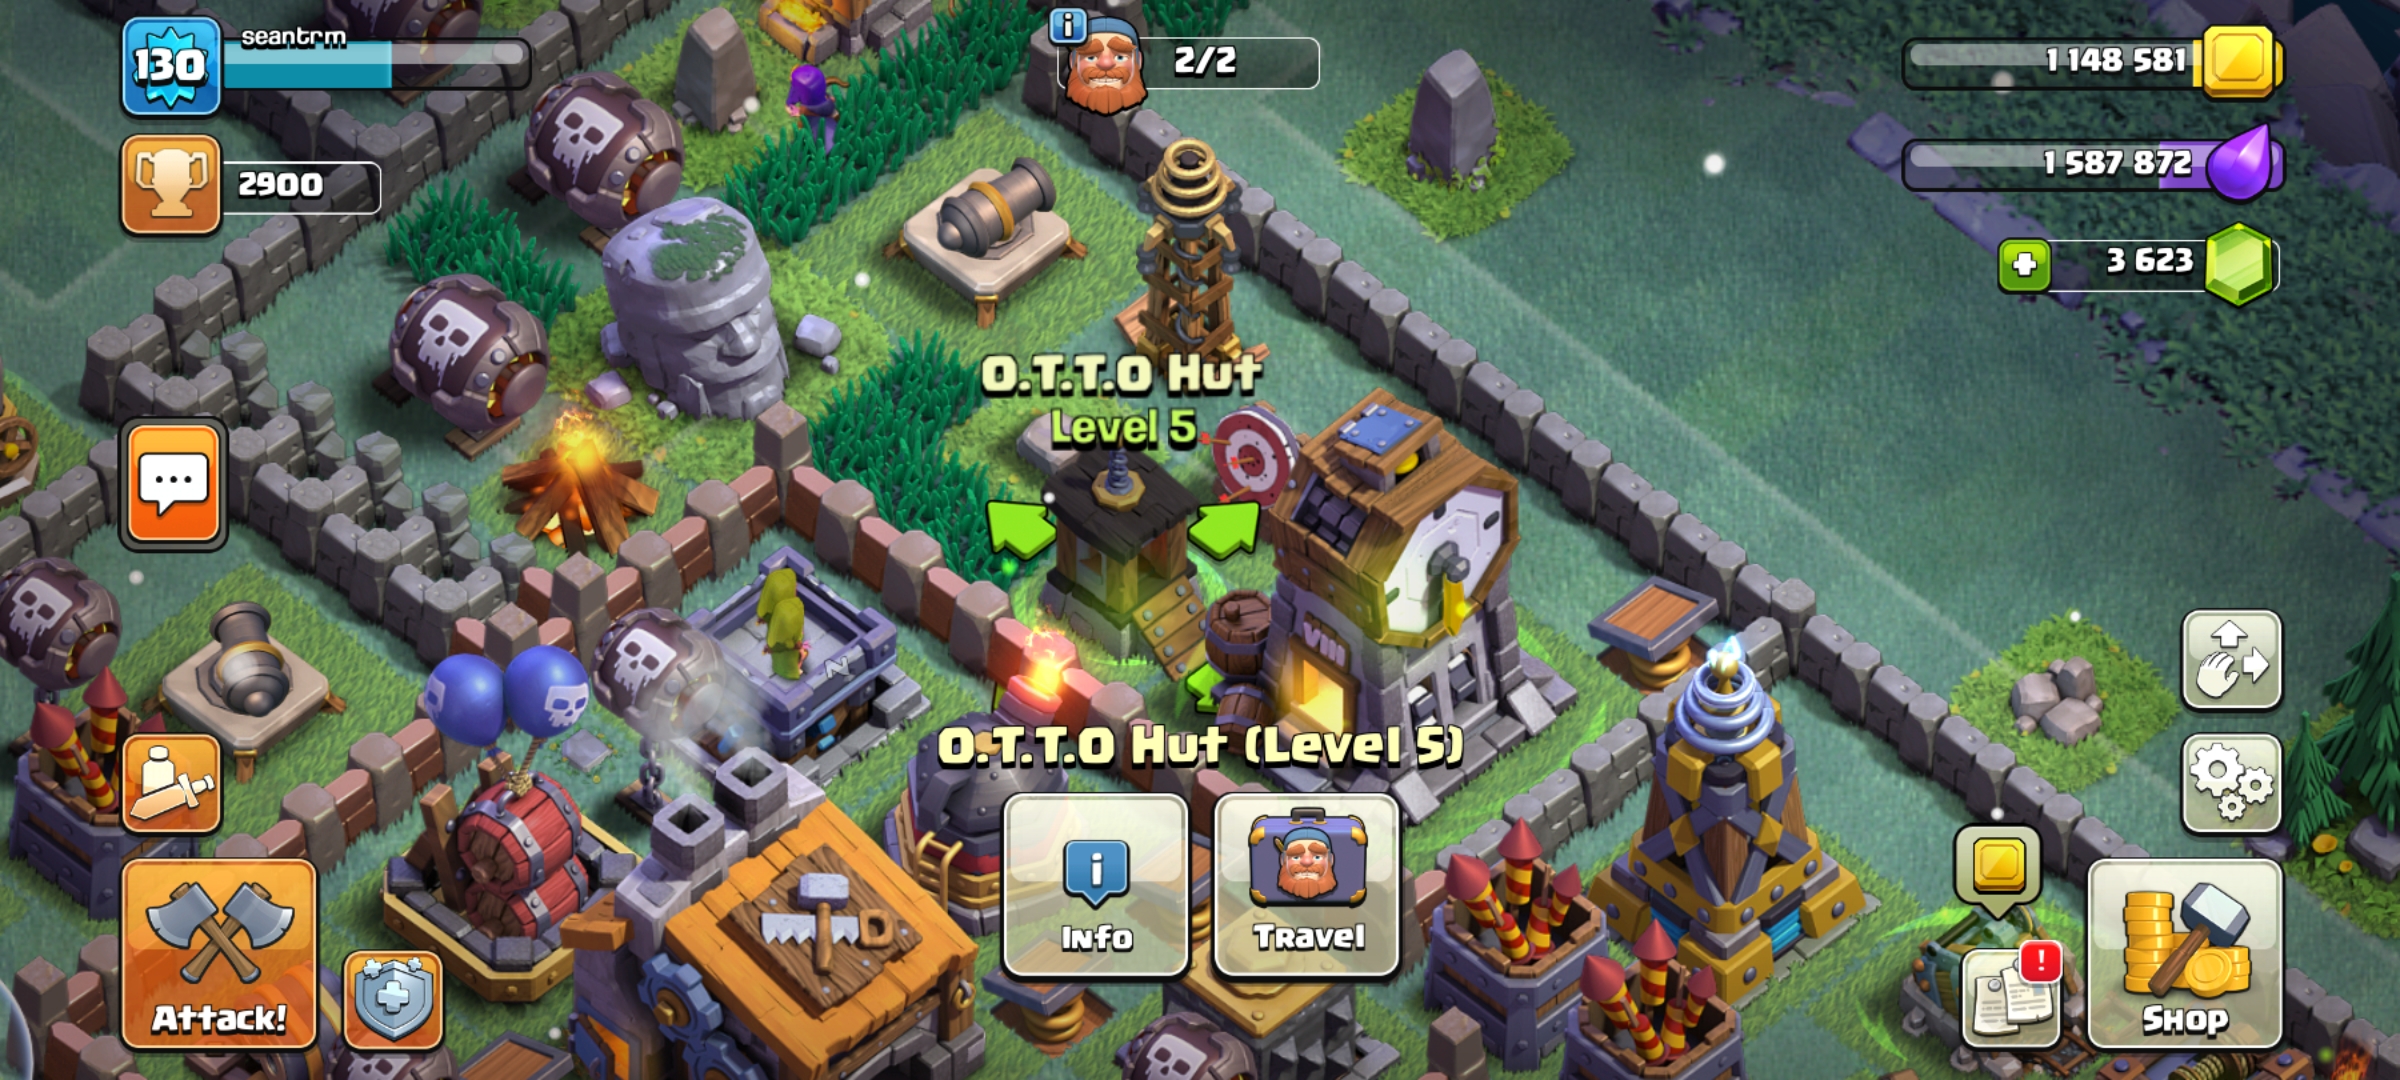 130
seantrm
2/2
1 148 581
2900
1 587 872
3 623
O.T.T.O Hut
Level 5
VIII
N
O.T.T.O Hut (Level 5)
i
Info
Travel
Attack!
!
Shop